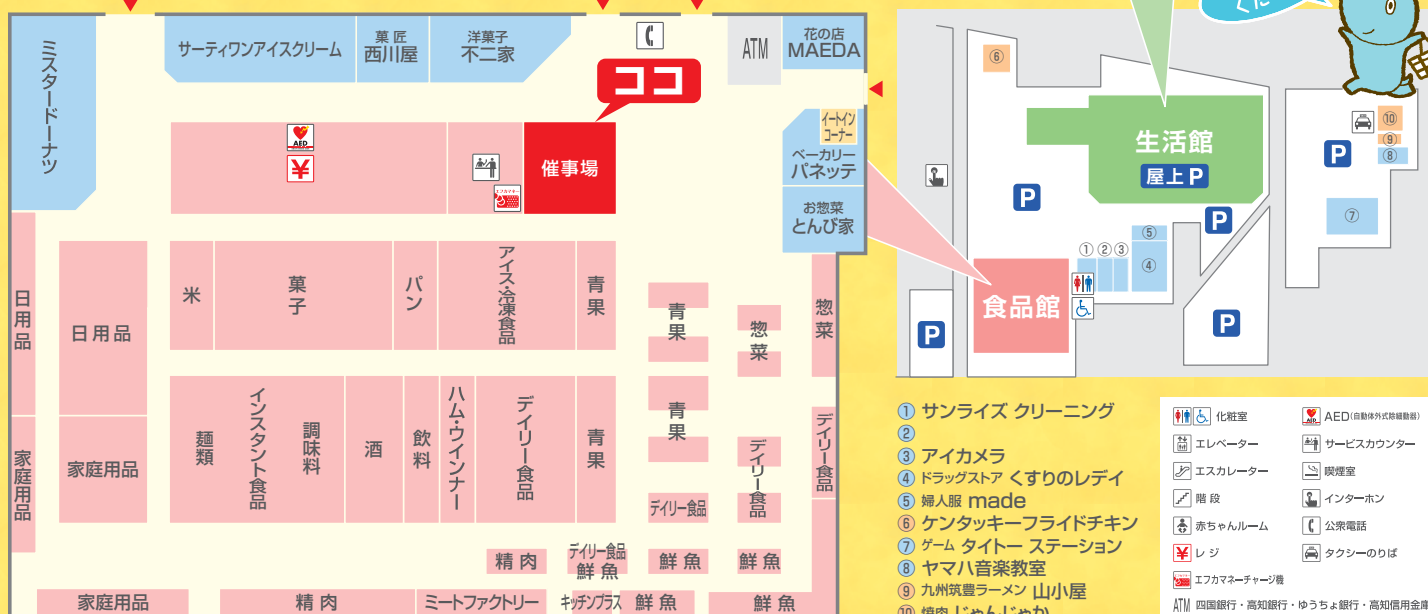 ミスタードーナツ
サーティワンアイスクリーム
菓匠
西川屋
洋菓子
不二家
ATM
花の店
MAEDA
ココ
AED
¥
催事場
イートイン
コーナー
ベーカリー
パネッテ
お惣菜
とんび家
日用品
日用品
米
菓子
パン
アイス・冷凍食品
青果
青果
惣菜
惣菜
家庭用品
家庭用品
麺類
インスタント食品
調味料
酒
飲料
ハム・ウインナー
デイリー食品
青果
青果
デイリー食品
デイリー食品
デイリー食品
精肉
デイリー食品
鮮魚
鮮魚
鮮魚
家庭用品
精肉
ミートファクトリー
キッチンプラス
鮮魚
鮮魚
⑥
生活館
屋上P
P
P
P
P
P
⑩
⑨
⑧
⑦
① ② ③
⑤
④
食品館
① サンライズ クリーニング
②
③ アイカメラ
④ ドラッグストア くすりのレデイ
⑤ 婦人服 made
⑥ ケンタッキーフライドチキン
⑦ ゲーム タイトー ステーション
⑧ ヤマハ音楽教室
⑨ 九州筑豊ラーメン 山小屋
⑩ 焼肉 じゃんじゃか
化粧室
エレベーター
エスカレーター
階段
赤ちゃんルーム
¥ レジ
エフカマネーチャージ機
AED(自動体外式除細動器)
サービスカウンター
喫煙室
インターホン
公衆電話
タクシーのりば
ATM 四国銀行・高知銀行・ゆうちょ銀行・高知信用金庫